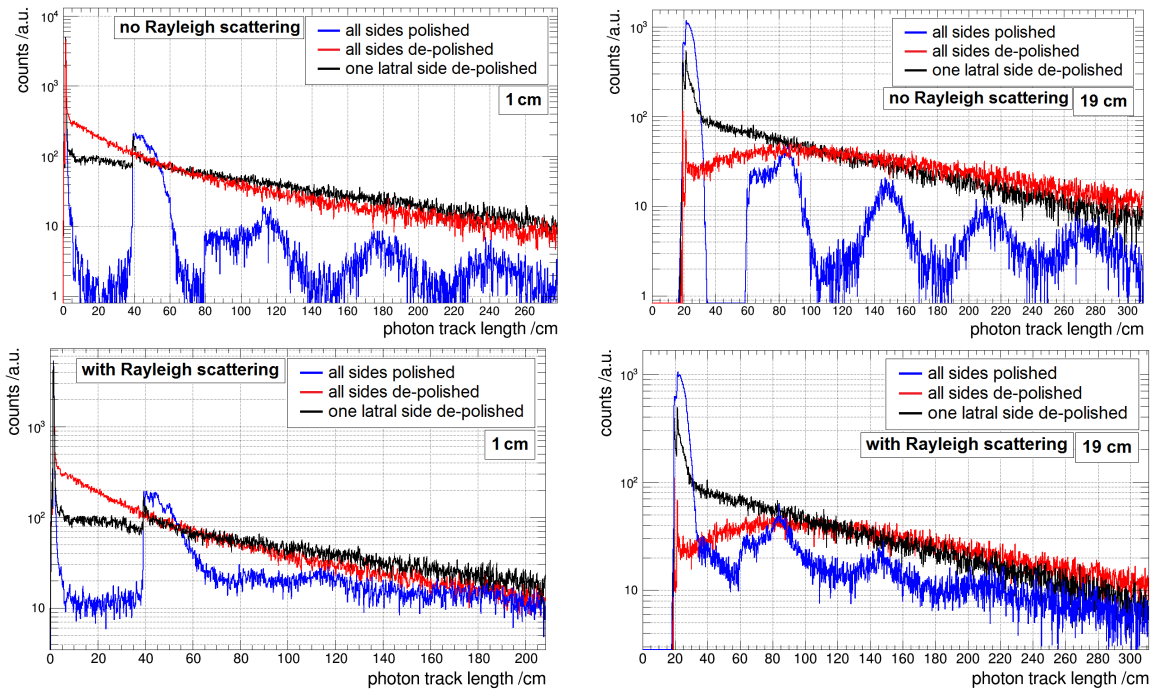 no Rayleigh scattering
all sides polished
all sides de-polished
one latral side de-polished
1 cm
counts /a.u.
10⁴
10³
10²
10
1
0 20 40 60 80 100 120 140 160 180 200 220 240 260
photon track length /cm
all sides polished
all sides de-polished
one latral side de-polished
no Rayleigh scattering
19 cm
counts /a.u.
10³
10²
10
1
0 20 40 60 80 100 120 140 160 180 200 220 240 260 280 300
photon track length /cm
with Rayleigh scattering
all sides polished
all sides de-polished
one latral side de-polished
1 cm
counts /a.u.
10³
10²
10
0 20 40 60 80 100 120 140 160 180 200
photon track length /cm
all sides polished
all sides de-polished
one latral side de-polished
with Rayleigh scattering
19 cm
counts /a.u.
10³
10²
10
0 20 40 60 80 100 120 140 160 180 200 220 240 260 280 300
photon track length /cm